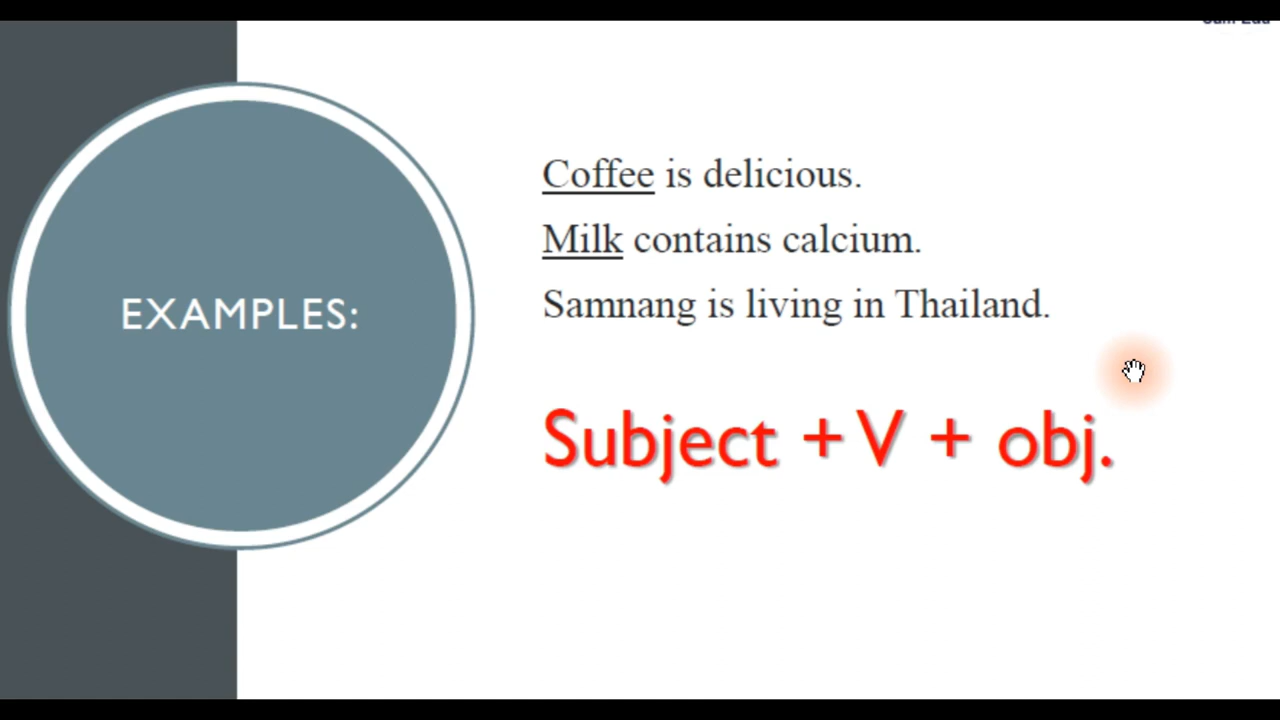 EXAMPLES:
Coffee is delicious.
Milk contains calcium.
Samnang is living in Thailand.
Subject + V + obj.